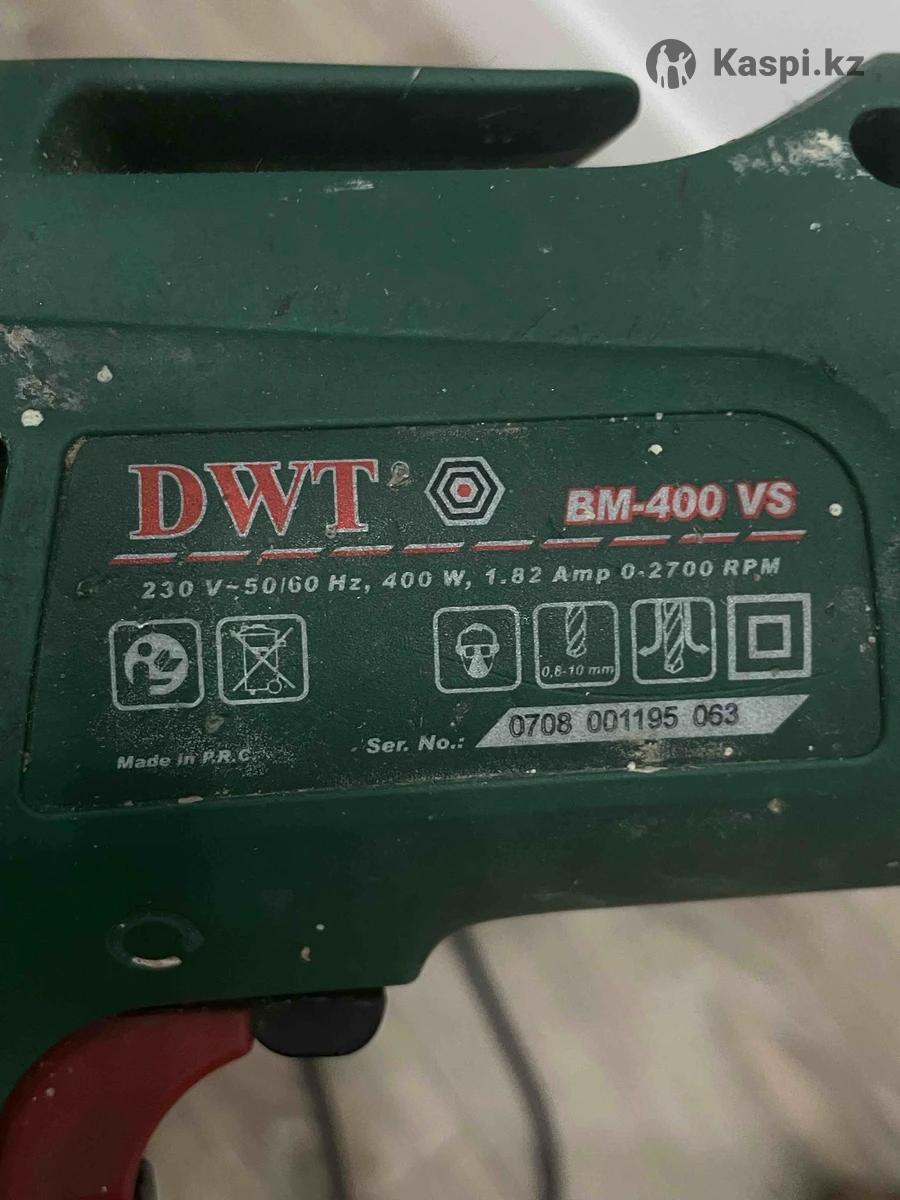 Kaspi.kz
DWT
BM-400 VS
230 V~50/60 Hz, 400 W, 1.82 Amp 0-2700 RPM
0,8-10 mm
Ser. No.: 0708 001195 063
Made in P.R.C.